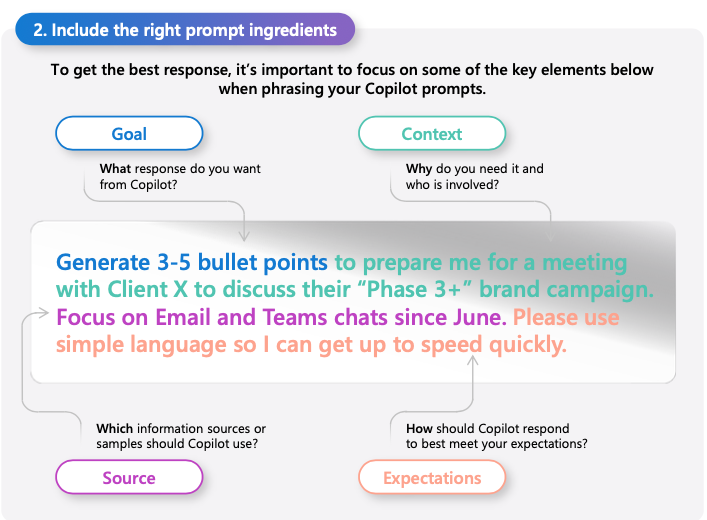 2. Include the right prompt ingredients
To get the best response, it’s important to focus on some of the key elements below
when phrasing your Copilot prompts.
Goal
What response do you want
from Copilot?
Context
Why do you need it and
who is involved?
Generate 3-5 bullet points to prepare me for a meeting
with Client X to discuss their “Phase 3+” brand campaign.
Focus on Email and Teams chats since June. Please use
simple language so I can get up to speed quickly.
Which information sources or
samples should Copilot use?
Source
How should Copilot respond
to best meet your expectations?
Expectations